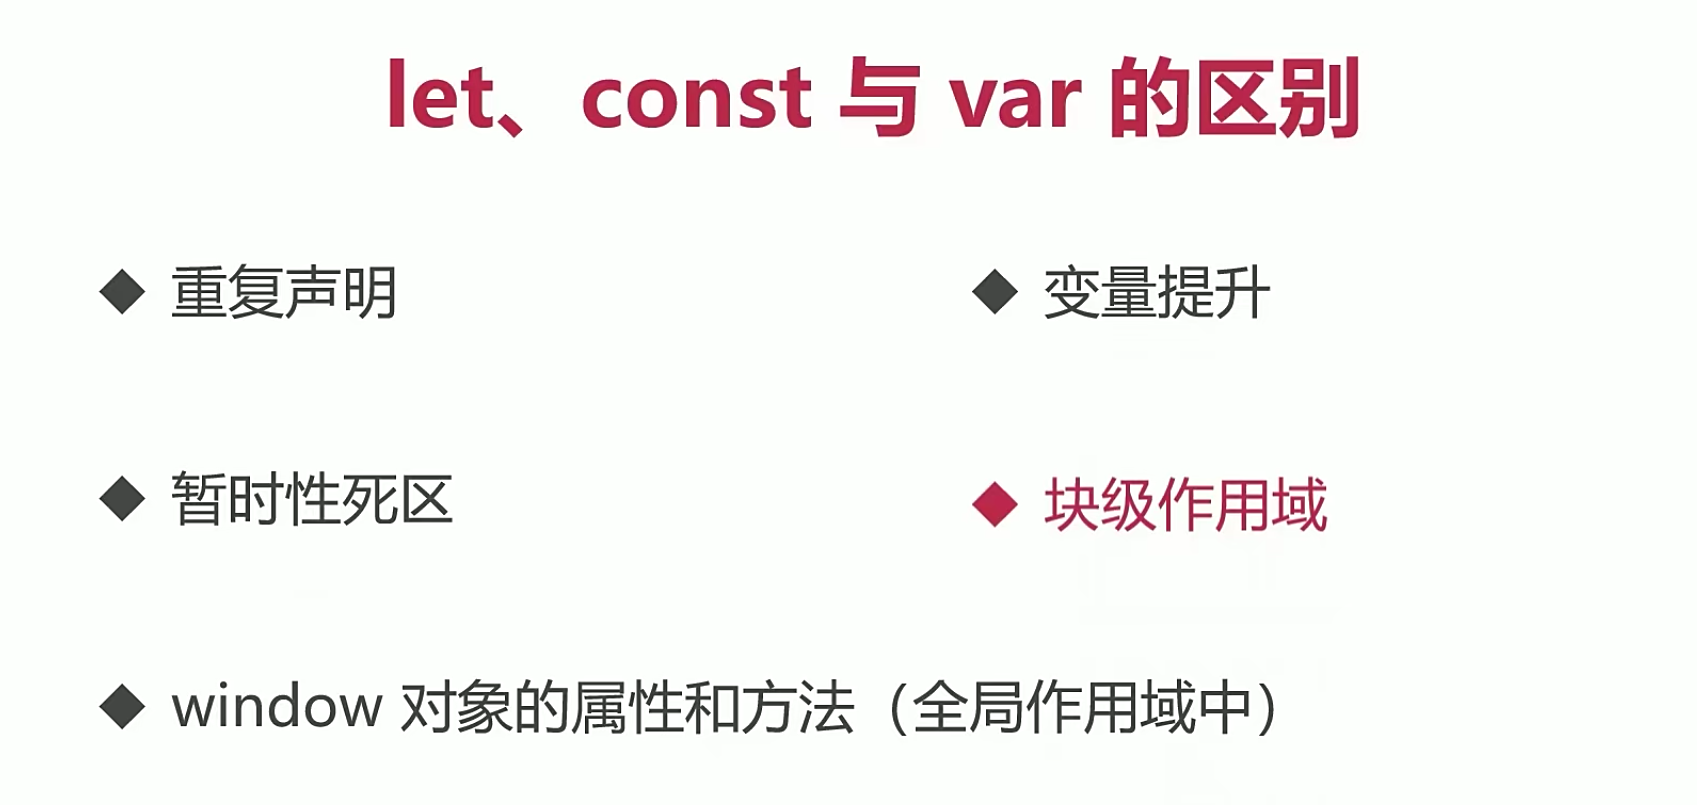 let、const 与 var 的区别
◆ 重复声明
◆ 变量提升
◆ 暂时性死区
◆ 块级作用域
◆ window 对象的属性和方法（全局作用域中）